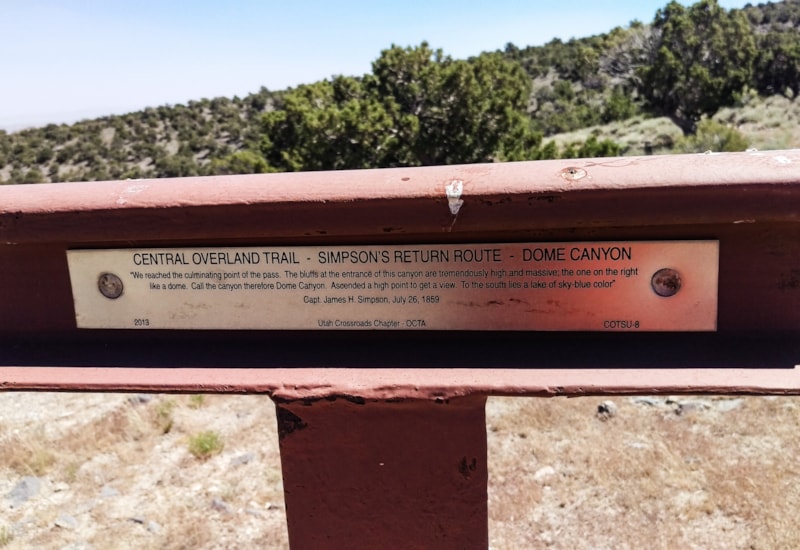 CENTRAL OVERLAND TRAIL - SIMPSON'S RETURN ROUTE - DOME CANYON
"We reached the culminating point of the pass. The bluffs at the entrance of this canyon are tremendously high and massive; the one on the right
like a dome. Call the canyon therefore Dome Canyon. Ascended a high point to get a view. To the south lies a lake of sky-blue color"
Capt. James H. Simpson, July 26, 1859
2013 Utah Crossroads Chapter - OCTA COTSU-8